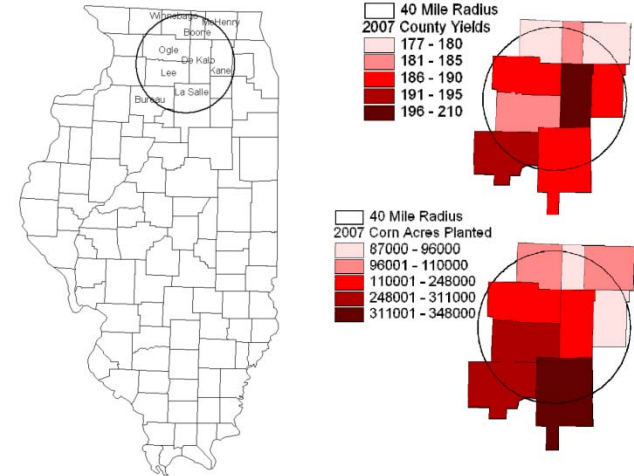 Winnebago
McHenry
Boone
Ogle
De Kalb
Lee
Kane
La Salle
Bureau
40 Mile Radius
2007 County Yields
177 - 180
181 - 185
186 - 190
191 - 195
196 - 210
40 Mile Radius
2007 Corn Acres Planted
87000 - 96000
96001 - 110000
110001 - 248000
248001 - 311000
311001 - 348000